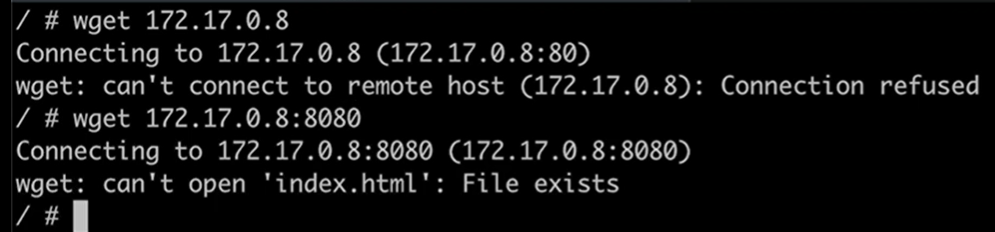 / # wget 172.17.0.8
Connecting to 172.17.0.8 (172.17.0.8:80)
wget: can't connect to remote host (172.17.0.8): Connection refused
/ # wget 172.17.0.8:8080
Connecting to 172.17.0.8:8080 (172.17.0.8:8080)
wget: can't open 'index.html': File exists
/ #